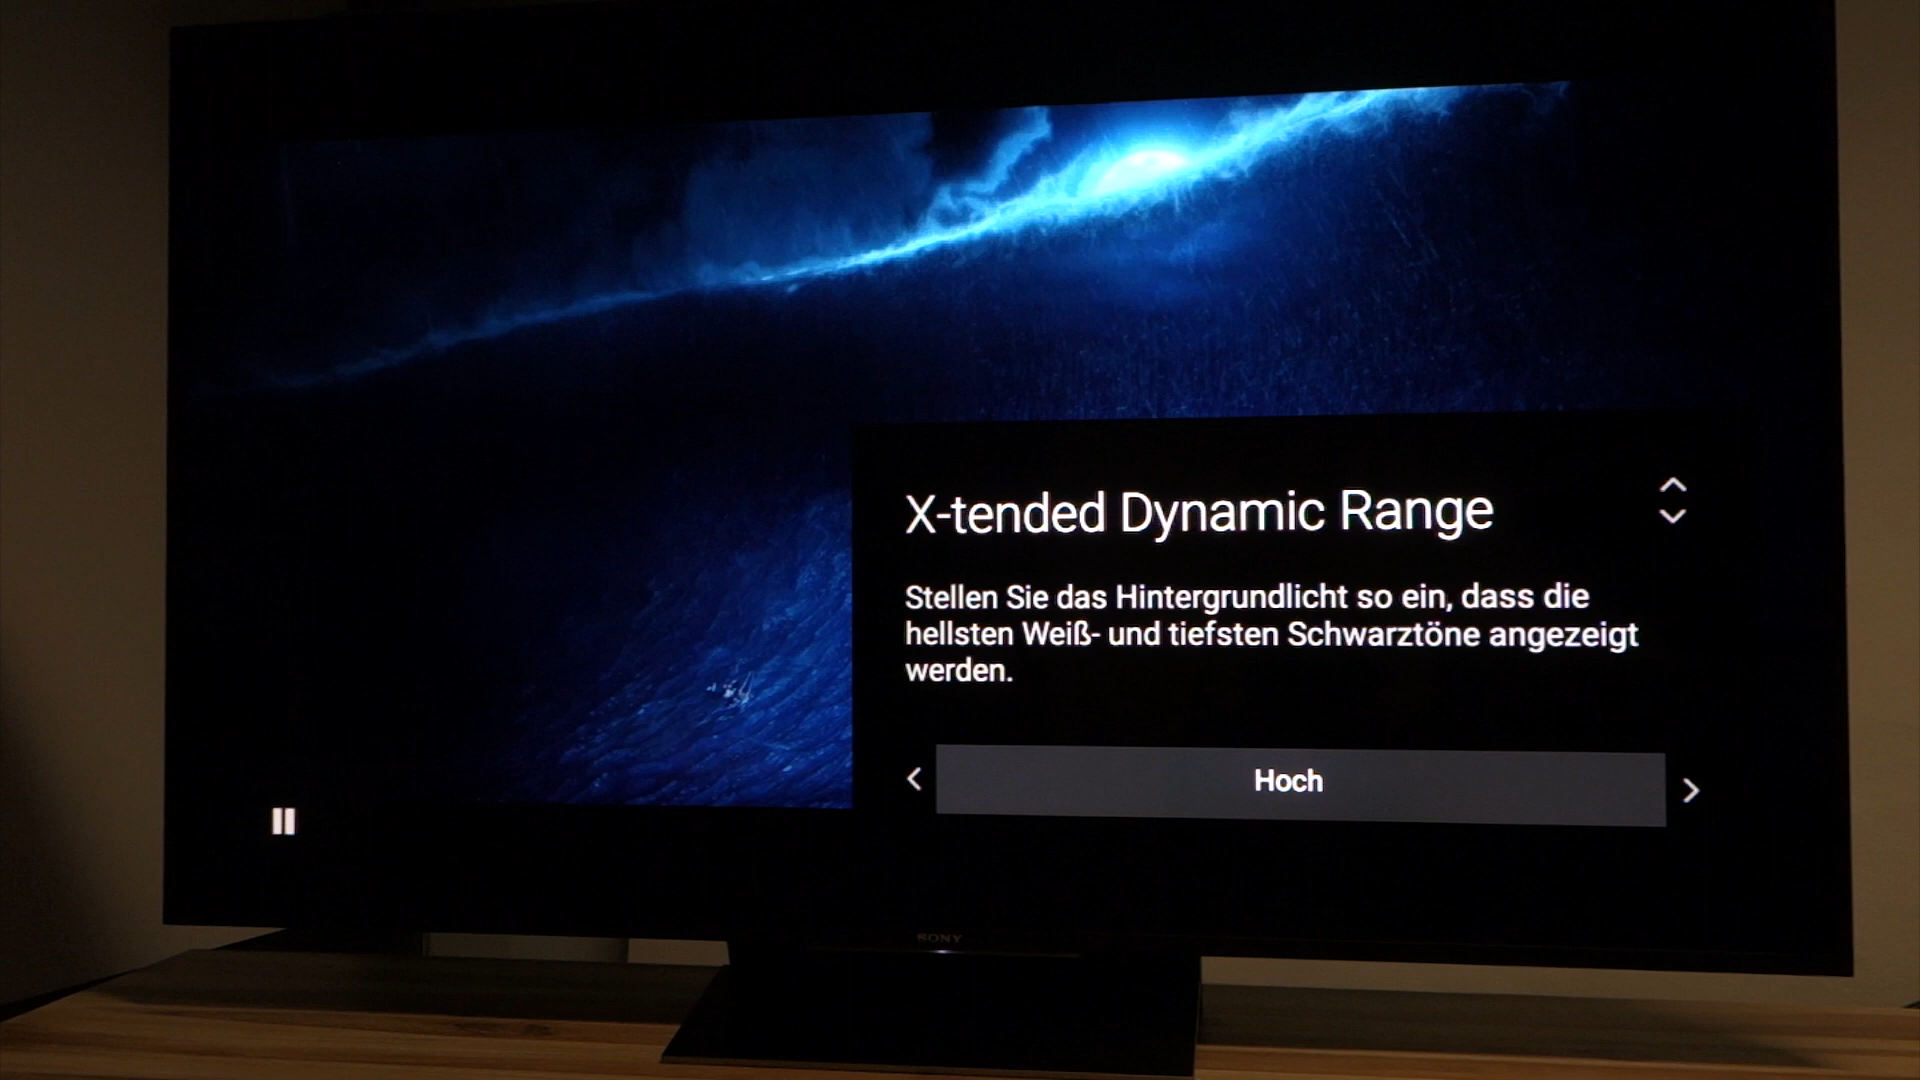 X-tended Dynamic Range
Stellen Sie das Hintergrundlicht so ein, dass die
hellsten Weiß- und tiefsten Schwarztöne angezeigt
werden.
Hoch
SONY